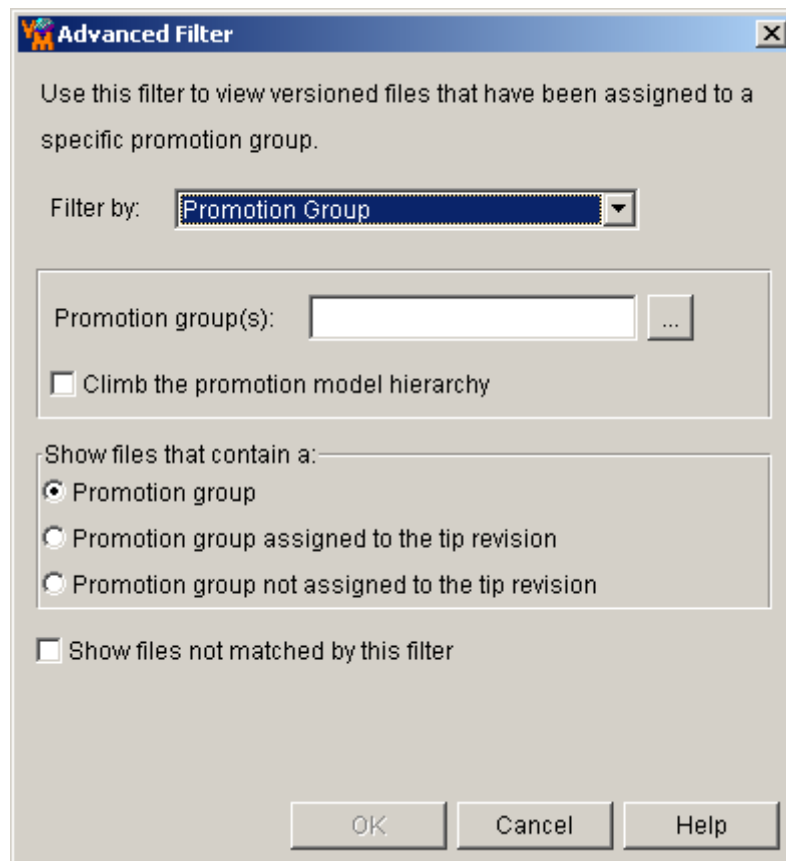 Advanced Filter
Use this filter to view versioned files that have been assigned to a
specific promotion group.
Filter by: Promotion Group
Promotion group(s): ...
Climb the promotion model hierarchy
Show files that contain a:
Promotion group
Promotion group assigned to the tip revision
Promotion group not assigned to the tip revision
Show files not matched by this filter
OK Cancel Help